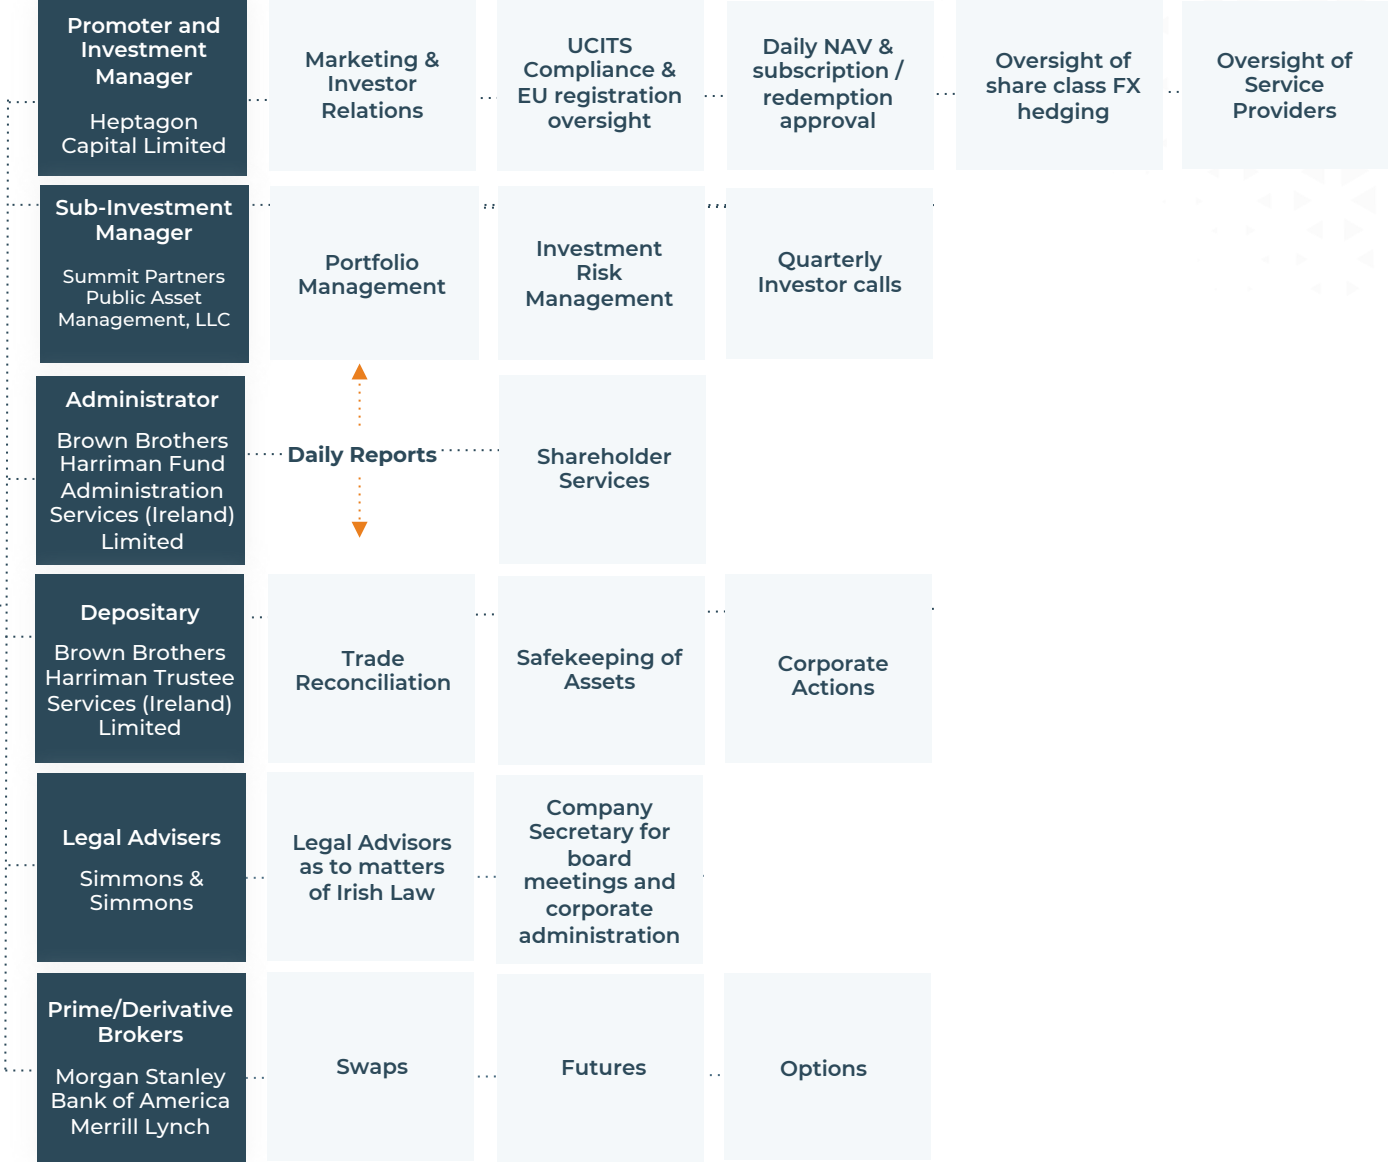 Promoter and
Investment
Manager
Heptagon
Capital Limited
Marketing &
Investor
Relations
UCITS
Compliance &
EU registration
oversight
Daily NAV &
subscription /
redemption
approval
Oversight of
share class FX
hedging
Oversight of
Service
Providers
Sub-Investment
Manager
Summit Partners
Public Asset
Management, LLC
Portfolio
Management
Investment
Risk
Management
Quarterly
Investor calls
Administrator
Brown Brothers
Harriman Fund
Administration
Services (Ireland)
Limited
Daily Reports
Shareholder
Services
Depositary
Brown Brothers
Harriman Trustee
Services (Ireland)
Limited
Trade
Reconciliation
Safekeeping of
Assets
Corporate
Actions
Legal Advisers
Simmons &
Simmons
Legal Advisors
as to matters
of Irish Law
Company
Secretary for
board
meetings and
corporate
administration
Prime/Derivative
Brokers
Morgan Stanley
Bank of America
Merrill Lynch
Swaps
Futures
Options